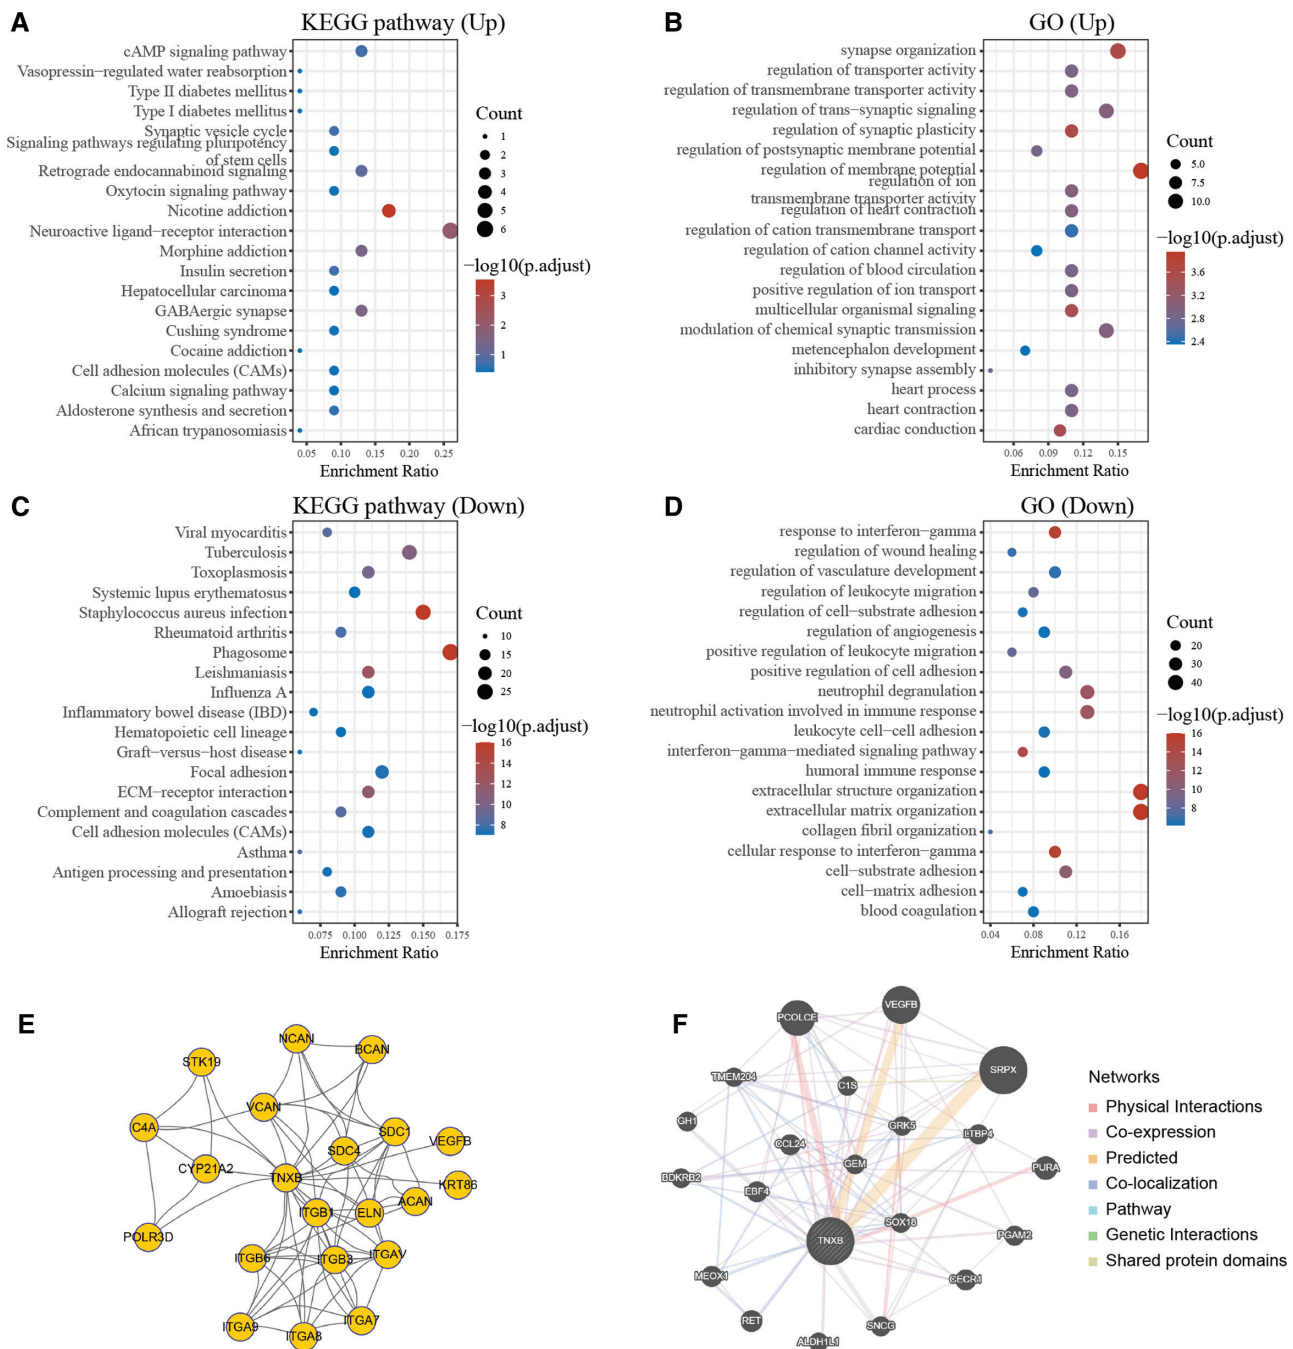 A
KEGG pathway (Up)
cAMP signaling pathway
Vasopressin−regulated water reabsorption
Type II diabetes mellitus
Type I diabetes mellitus
Synaptic vesicle cycle
Signaling pathways regulating pluripotency
of stem cells
Retrograde endocannabinoid signaling
Oxytocin signaling pathway
Nicotine addiction
Neuroactive ligand−receptor interaction
Morphine addiction
Insulin secretion
Hepatocellular carcinoma
GABAergic synapse
Cushing syndrome
Cocaine addiction
Cell adhesion molecules (CAMs)
Calcium signaling pathway
Aldosterone synthesis and secretion
African trypanosomiasis
0.05 0.10 0.15 0.20 0.25
Enrichment Ratio
Count
1
2
3
4
5
6
−log10(p.adjust)
3
2
1
B
GO (Up)
synapse organization
regulation of transporter activity
regulation of transmembrane transporter activity
regulation of trans−synaptic signaling
regulation of synaptic plasticity
regulation of postsynaptic membrane potential
regulation of membrane potential
regulation of ion
transmembrane transporter activity
regulation of heart contraction
regulation of cation transmembrane transport
regulation of cation channel activity
regulation of blood circulation
positive regulation of ion transport
multicellular organismal signaling
modulation of chemical synaptic transmission
metencephalon development
inhibitory synapse assembly
heart process
heart contraction
cardiac conduction
0.06 0.09 0.12 0.15
Enrichment Ratio
Count
5.0
7.5
10.0
−log10(p.adjust)
3.6
3.2
2.8
2.4
C
KEGG pathway (Down)
Viral myocarditis
Tuberculosis
Toxoplasmosis
Systemic lupus erythematosus
Staphylococcus aureus infection
Rheumatoid arthritis
Phagosome
Leishmaniasis
Influenza A
Inflammatory bowel disease (IBD)
Hematopoietic cell lineage
Graft−versus−host disease
Focal adhesion
ECM−receptor interaction
Complement and coagulation cascades
Cell adhesion molecules (CAMs)
Asthma
Antigen processing and presentation
Amoebiasis
Allograft rejection
0.075 0.100 0.125 0.150 0.175
Enrichment Ratio
Count
10
15
20
25
−log10(p.adjust)
16
14
12
10
8
D
GO (Down)
response to interferon−gamma
regulation of wound healing
regulation of vasculature development
regulation of leukocyte migration
regulation of cell−substrate adhesion
regulation of angiogenesis
positive regulation of leukocyte migration
positive regulation of cell adhesion
neutrophil degranulation
neutrophil activation involved in immune response
leukocyte cell−cell adhesion
interferon−gamma−mediated signaling pathway
humoral immune response
extracellular structure organization
extracellular matrix organization
collagen fibril organization
cellular response to interferon−gamma
cell−substrate adhesion
cell−matrix adhesion
blood coagulation
0.04 0.08 0.12 0.16
Enrichment Ratio
Count
20
30
40
−log10(p.adjust)
16
14
12
10
8
E
NCAN
BCAN
STK19
VCAN
C4A
SDC1
VEGFB
SDC4
CYP21A2
TNXB
KRT86
ACAN
ITGB1
ELN
POLR3D
ITGB6
ITGB3
ITGAV
ITGA9
ITGA8
ITGA7
F
VEGFB
PCOLCE
SRPX
TMEM204
C1S
GH1
GRK5
LTBP4
CCL24
GEM
PURA
BDKRB2
EBF4
SOX18
TNXB
PGAM2
MEOX1
CECR1
RET
SNCG
ALDH1L1
Networks
Physical Interactions
Co-expression
Predicted
Co-localization
Pathway
Genetic Interactions
Shared protein domains